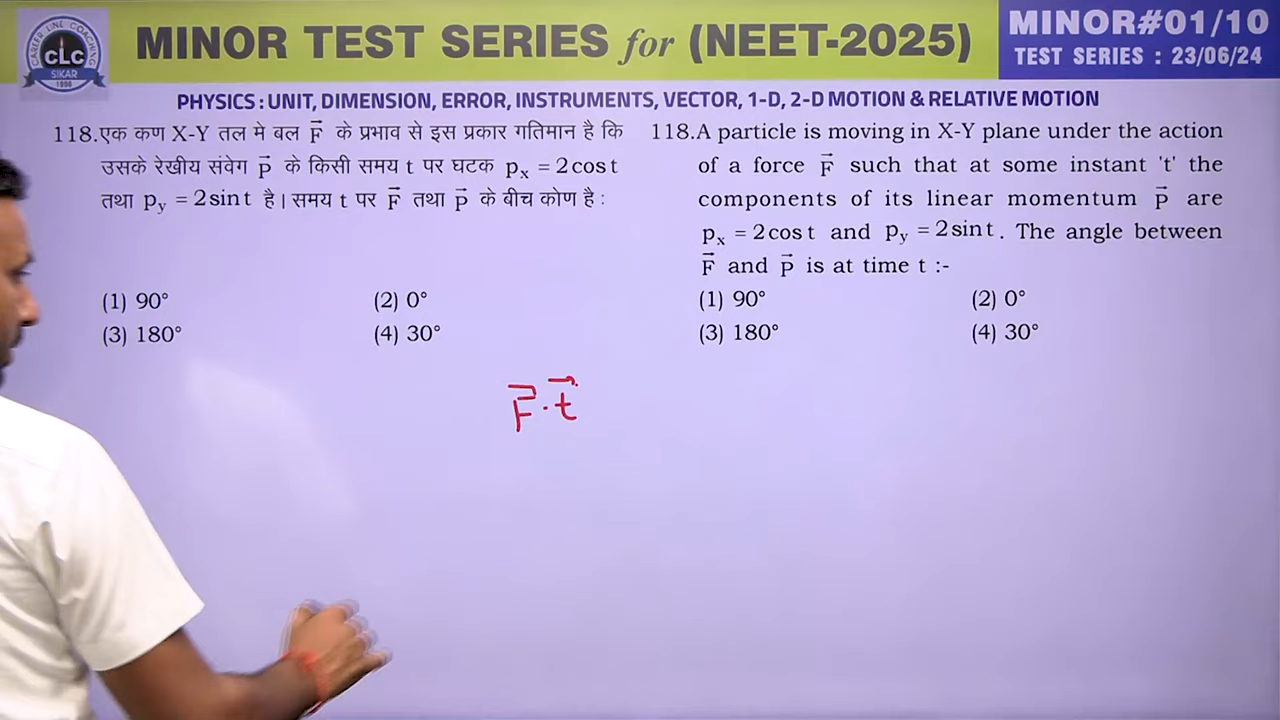 CAREER LINE COACHING
CLC
SIKAR
1996
MINOR TEST SERIES for (NEET-2025)
MINOR#01/10
TEST SERIES : 23/06/24
PHYSICS : UNIT, DIMENSION, ERROR, INSTRUMENTS, VECTOR, 1-D, 2-D MOTION & RELATIVE MOTION
118.एक कण X-Y तल मे बल F⃗ के प्रभाव से इस प्रकार गतिमान है कि
उसके रेखीय संवेग p⃗ के किसी समय t पर घटक pₓ = 2cos t
तथा p_y = 2sin t है। समय t पर F⃗ तथा p⃗ के बीच कोण है :
(1) 90° (2) 0°
(3) 180° (4) 30°
118.A particle is moving in X-Y plane under the action
of a force F⃗ such that at some instant 't' the
components of its linear momentum p⃗ are
pₓ = 2cos t and p_y = 2sin t. The angle between
F⃗ and p⃗ is at time t :-
(1) 90° (2) 0°
(3) 180° (4) 30°
F⃗ · t⃗